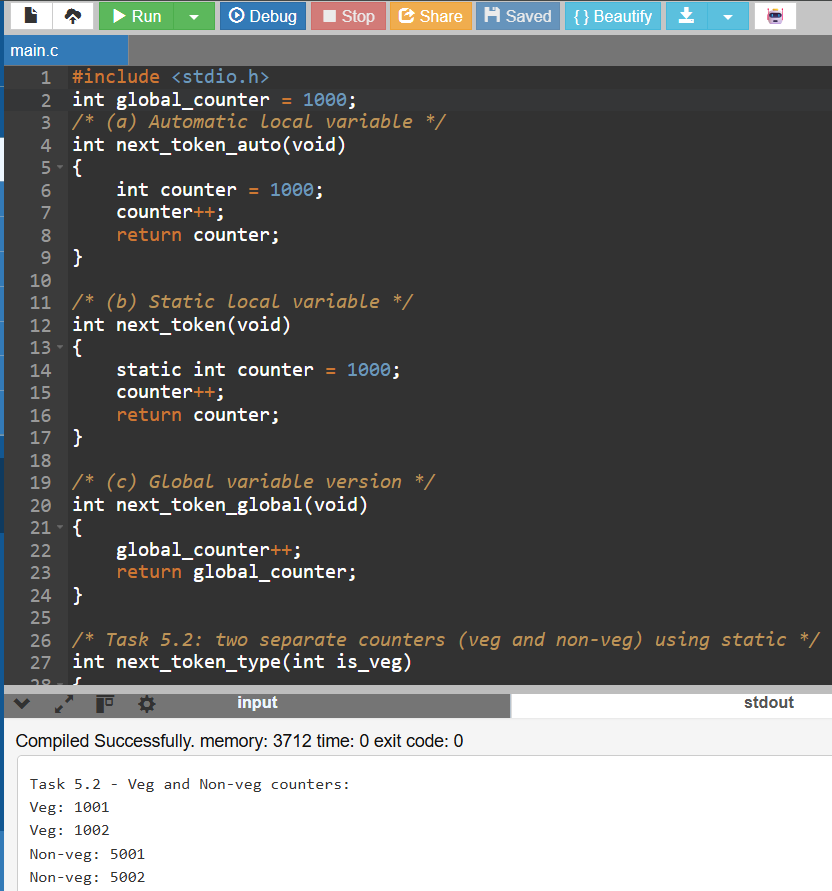 Run Debug Stop Share Saved { } Beautify
main.c
1 #include <stdio.h>
2 int global_counter = 1000;
3 /* (a) Automatic local variable */
4 int next_token_auto(void)
5 {
6 int counter = 1000;
7 counter++;
8 return counter;
9 }
10
11 /* (b) Static local variable */
12 int next_token(void)
13 {
14 static int counter = 1000;
15 counter++;
16 return counter;
17 }
18
19 /* (c) Global variable version */
20 int next_token_global(void)
21 {
22 global_counter++;
23 return global_counter;
24 }
25
26 /* Task 5.2: two separate counters (veg and non-veg) using static */
27 int next_token_type(int is_veg)
28 {
input stdout
Compiled Successfully. memory: 3712 time: 0 exit code: 0
Task 5.2 - Veg and Non-veg counters:
Veg: 1001
Veg: 1002
Non-veg: 5001
Non-veg: 5002